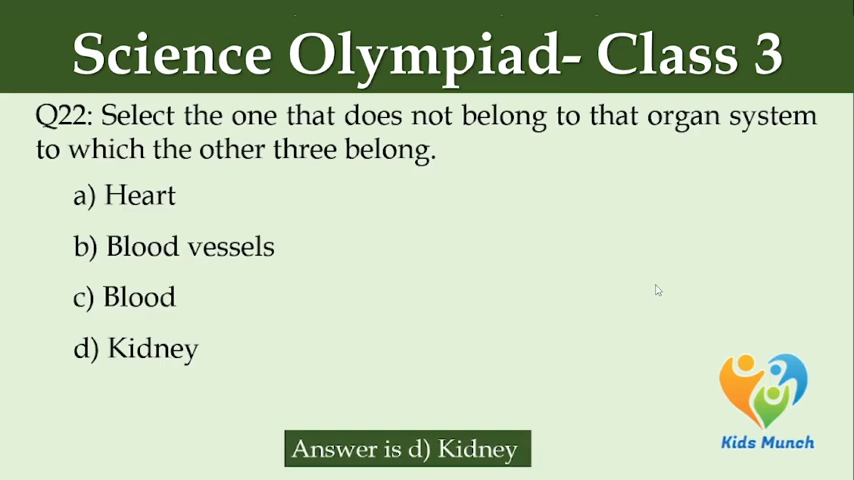 Science Olympiad- Class 3
Q22: Select the one that does not belong to that organ system
to which the other three belong.
a) Heart
b) Blood vessels
c) Blood
d) Kidney
Kids Munch
Answer is d) Kidney